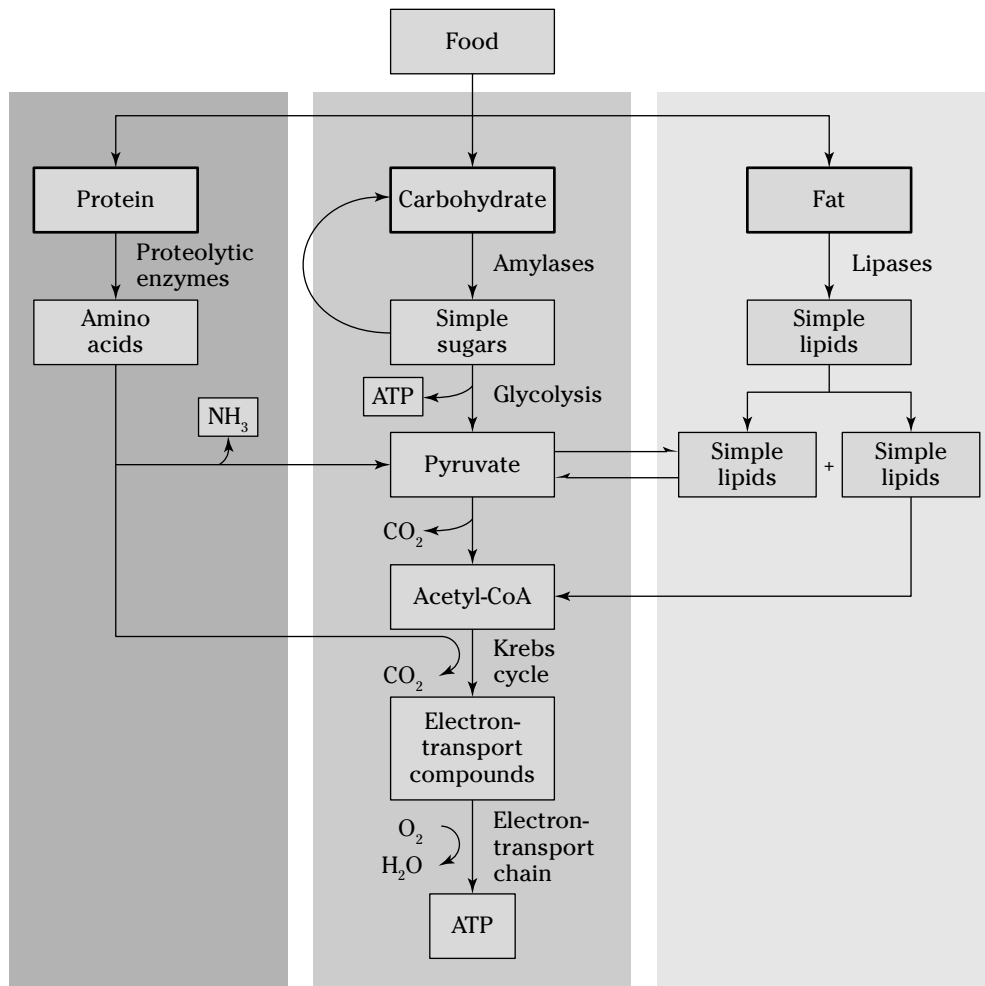 Food
Protein
Carbohydrate
Fat
Proteolytic
enzymes
Amylases
Lipases
Amino
acids
Simple
sugars
Simple
lipids
ATP
Glycolysis
NH₃
Pyruvate
Simple
lipids
+
Simple
lipids
CO₂
Acetyl-CoA
Krebs
cycle
CO₂
Electron-
transport
compounds
O₂
H₂O
Electron-
transport
chain
ATP